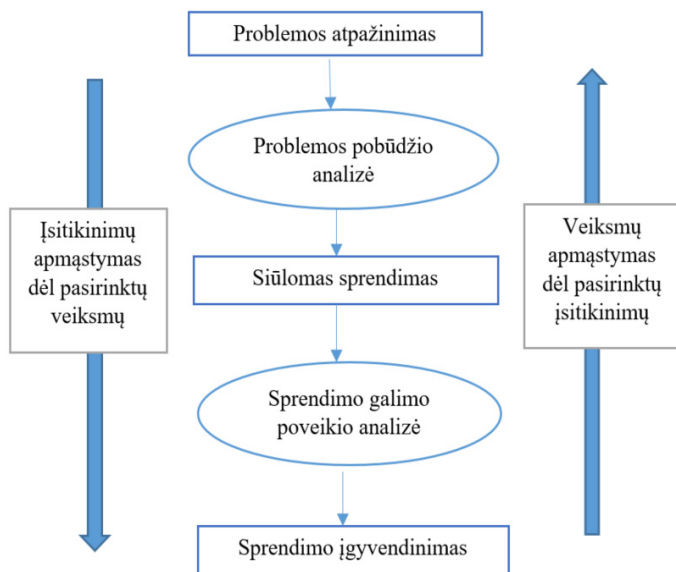 Problemos atpažinimas
Problemos pobūdžio
analizė
Įsitikinimų
apmąstymas
dėl pasirinktų
veiksmų
Siūlomas sprendimas
Veiksmų
apmąstymas
dėl pasirinktų
įsitikinimų
Sprendimo galimo
poveikio analizė
Sprendimo įgyvendinimas